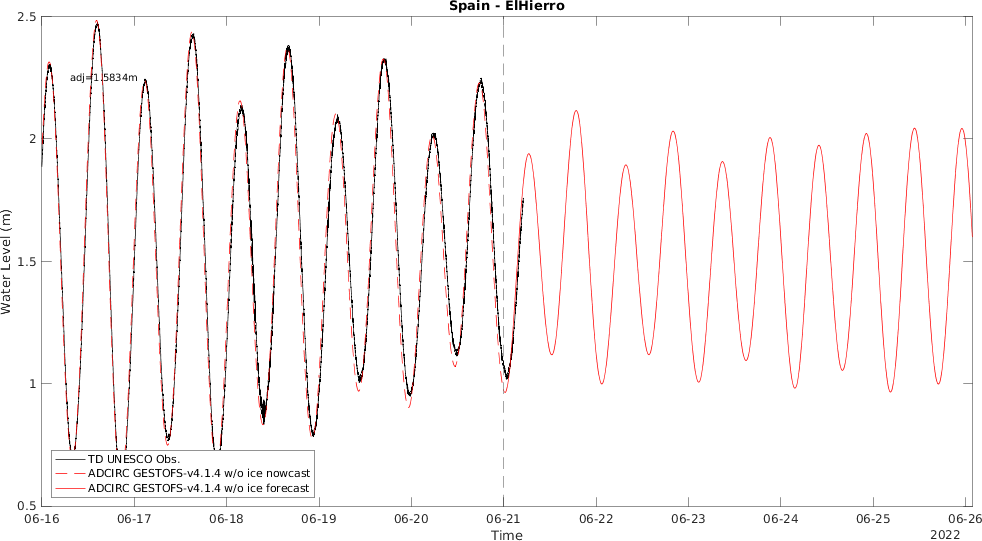 Spain - ElHierro
2.5
2
1.5
1
0.5
Water Level (m)
adj=1.5834m
TD UNESCO Obs.
ADCIRC GESTOFS-v4.1.4 w/o ice nowcast
ADCIRC GESTOFS-v4.1.4 w/o ice forecast
06-16 06-17 06-18 06-19 06-20 06-21 06-22 06-23 06-24 06-25 06-26
Time
2022